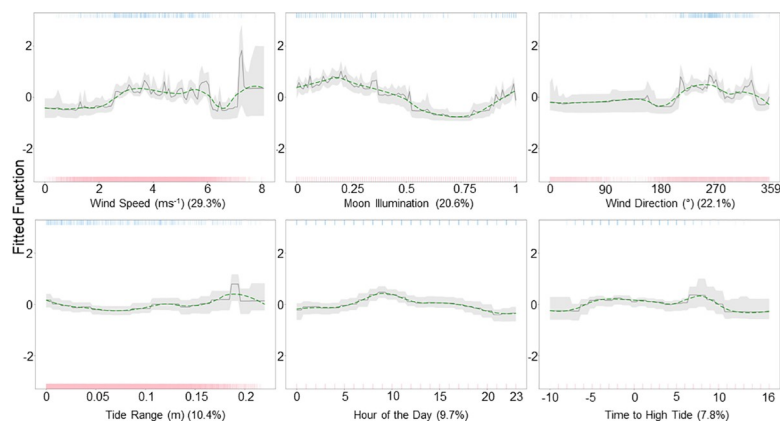 Fitted Function
2
0
-2
0 2 4 6 8
Wind Speed (ms⁻¹) (29.3%)
2
0
-2
0 0.25 0.5 0.75 1
Moon Illumination (20.6%)
2
0
-2
0 90 180 270 359
Wind Direction (°) (22.1%)
2
0
-2
0 0.05 0.1 0.15 0.2
Tide Range (m) (10.4%)
2
0
-2
0 5 10 15 20 23
Hour of the Day (9.7%)
2
0
-2
-10 -5 0 5 10 16
Time to High Tide (7.8%)